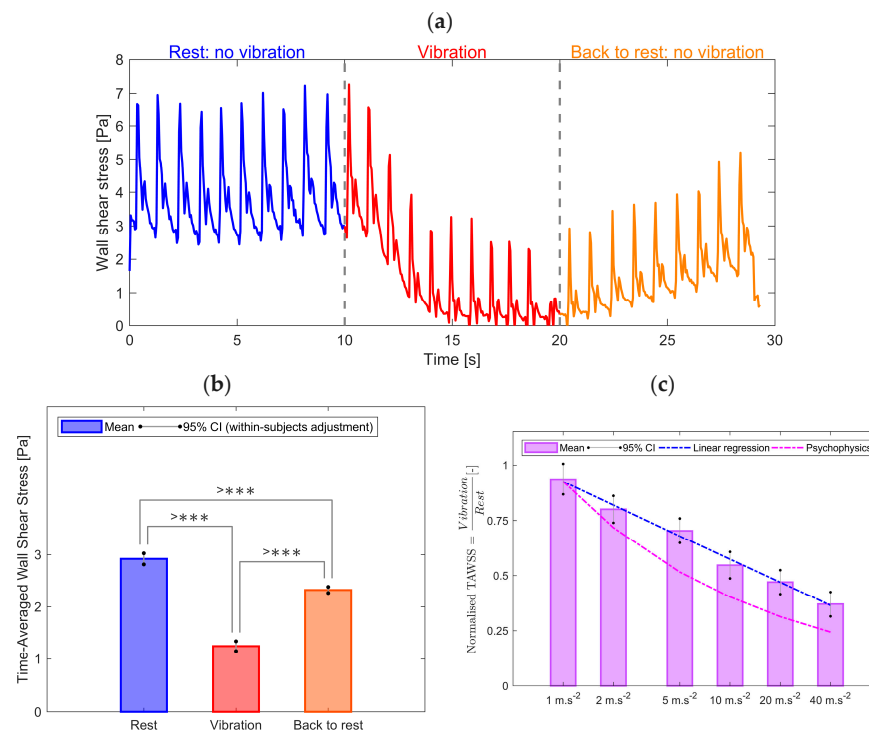 (a)
Rest: no vibration Vibration Back to rest: no vibration
8
7
6
5
4
3
2
1
0
Wall shear stress [Pa]
0 5 10 15 20 25 30
Time [s]
(b)
Mean 95% CI (within-subjects adjustment)
Time-Averaged Wall Shear Stress [Pa]
>***
>***
>***
3
2
1
0
Rest Vibration Back to rest
(c)
Mean 95% CI Linear regression Psychophysics
Normalised TAWSS = Vibration/Rest [-]
1
0.75
0.5
0.25
0
1 m.s-2 2 m.s-2 5 m.s-2 10 m.s-2 20 m.s-2 40 m.s-2